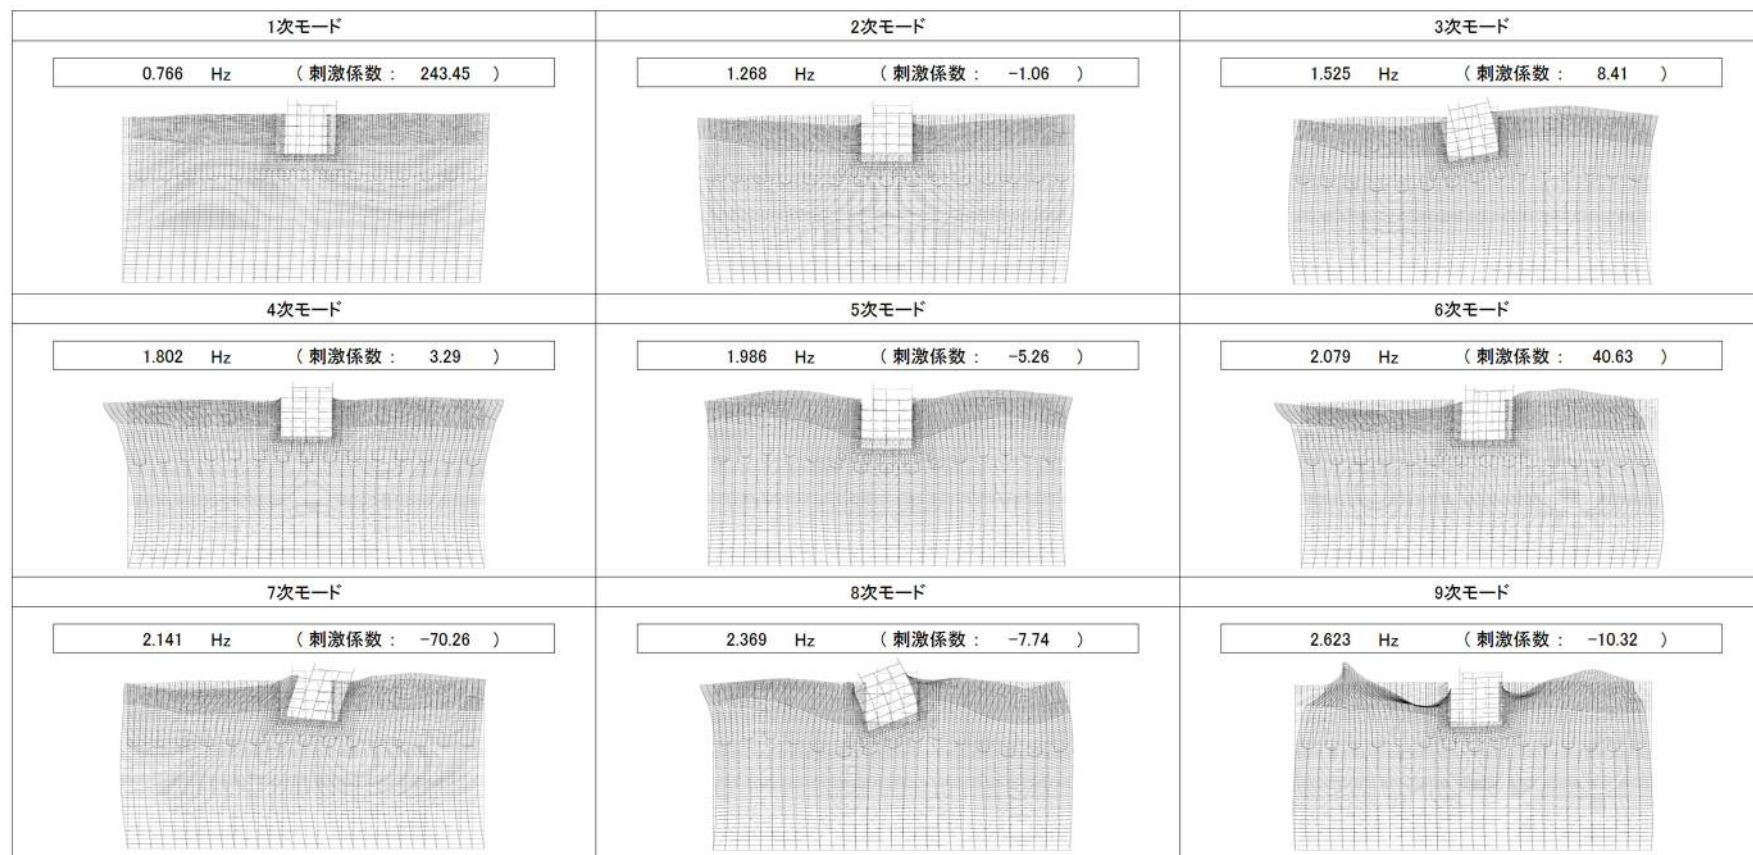 1次モード 2次モード 3次モード
0.766 Hz (刺激係数: 243.45 ) 1.268 Hz (刺激係数: -1.06 ) 1.525 Hz (刺激係数: 8.41 )
4次モード 5次モード 6次モード
1.802 Hz (刺激係数: 3.29 ) 1.986 Hz (刺激係数: -5.26 ) 2.079 Hz (刺激係数: 40.63 )
7次モード 8次モード 9次モード
2.141 Hz (刺激係数: -70.26 ) 2.369 Hz (刺激係数: -7.74 ) 2.623 Hz (刺激係数: -10.32 )